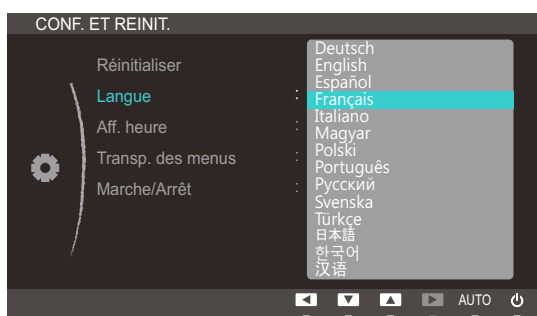 CONF. ET REINIT.
Réinitialiser
Langue :
Aff. heure :
Transp. des menus :
Marche/Arrêt :
Deutsch
English
Español
Français
Italiano
Magyar
Polski
Português
Русский
Svenska
Türkçe
日本語
한국어
汉语
AUTO